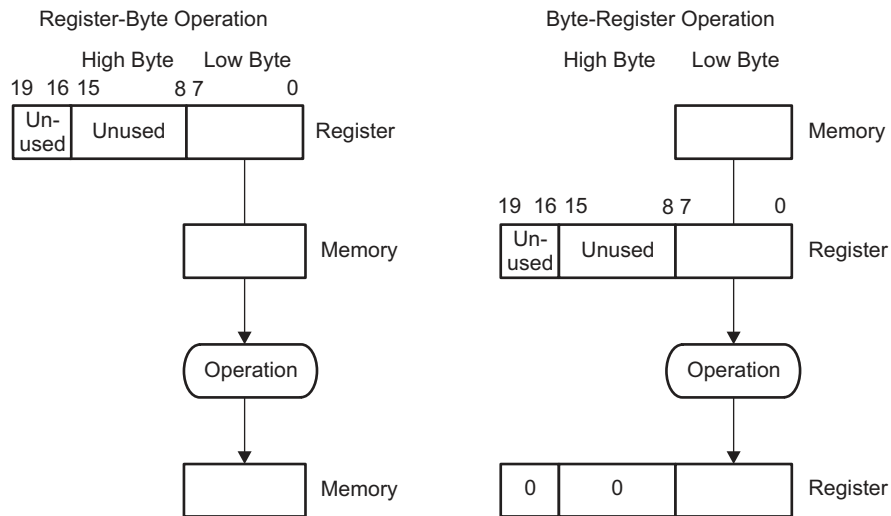 Register-Byte Operation
High Byte Low Byte
19 16 15 8 7 0
Un-
used
Unused
Register
Memory
Operation
Memory
Byte-Register Operation
High Byte Low Byte
Memory
19 16 15 8 7 0
Un-
used
Unused
Register
Operation
0 0 Register